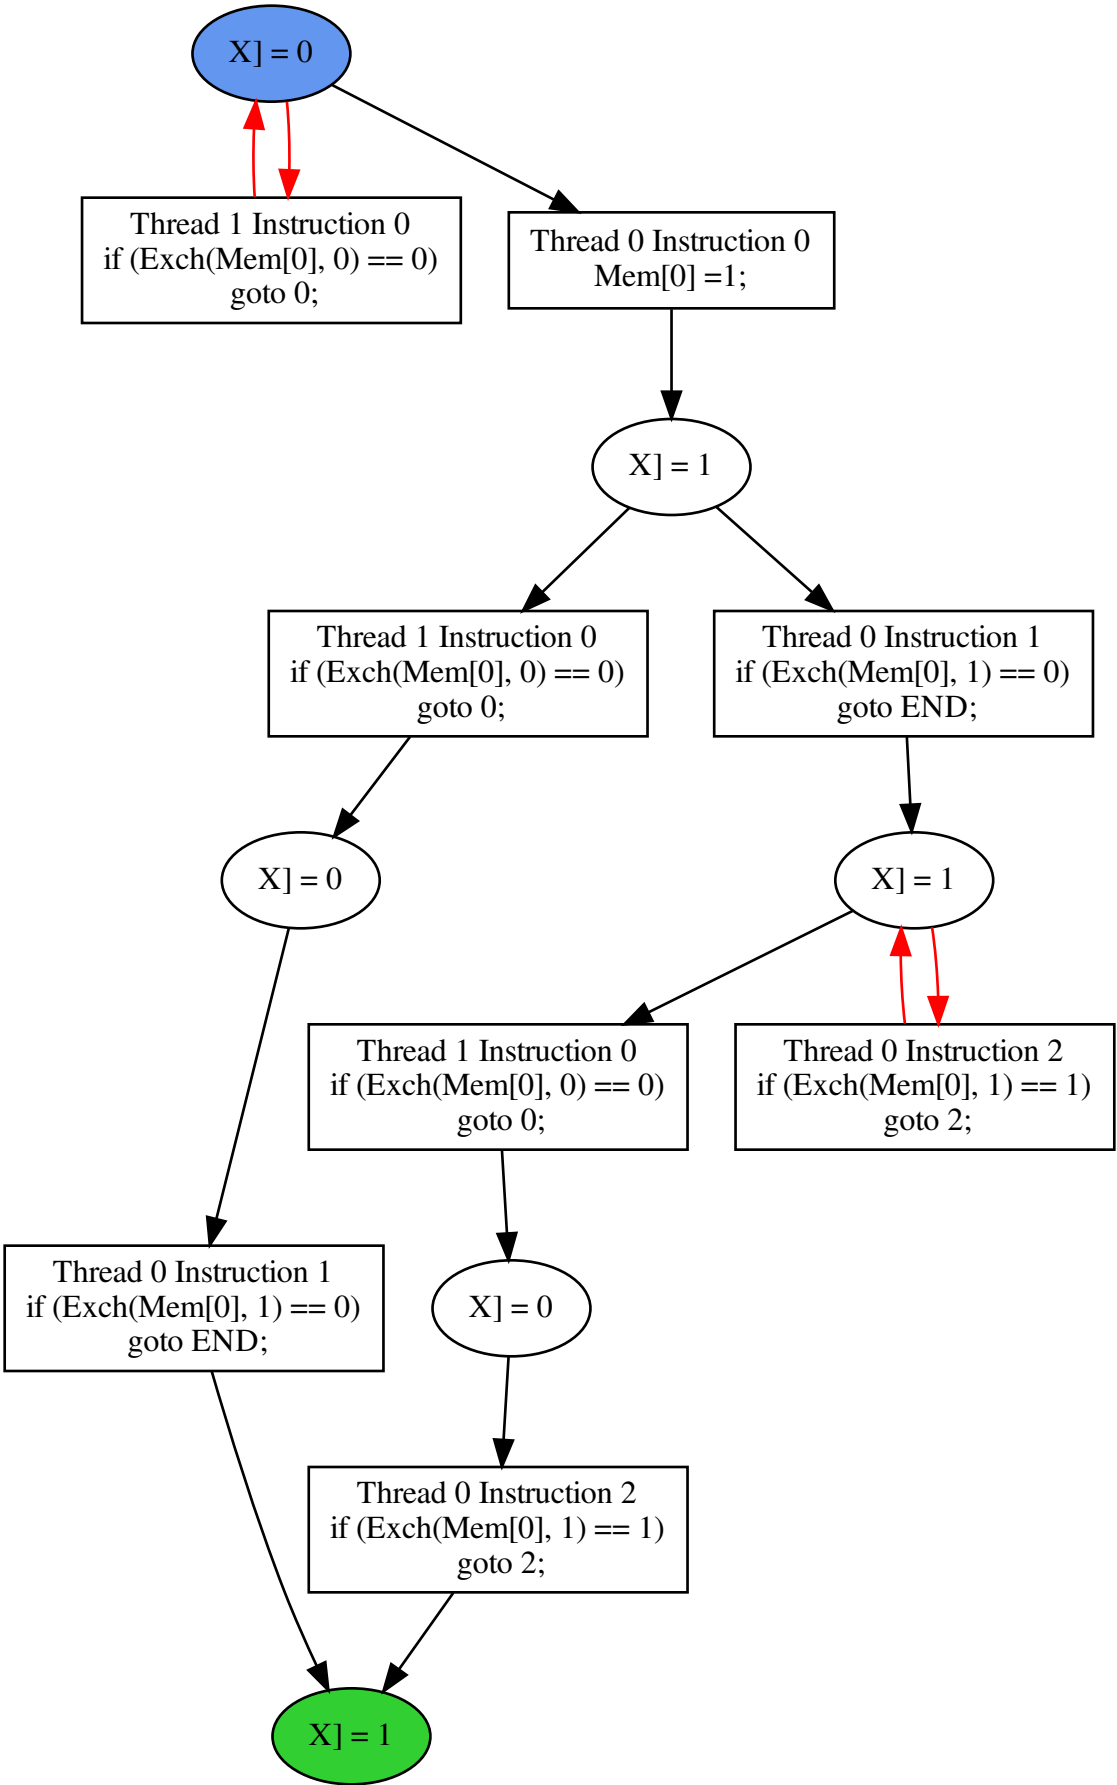 X] = 0
Thread 1 Instruction 0
if (Exch(Mem[0], 0) == 0)
goto 0;
Thread 0 Instruction 0
Mem[0] =1;
X] = 1
Thread 1 Instruction 0
if (Exch(Mem[0], 0) == 0)
goto 0;
Thread 0 Instruction 1
if (Exch(Mem[0], 1) == 0)
goto END;
X] = 0
X] = 1
Thread 1 Instruction 0
if (Exch(Mem[0], 0) == 0)
goto 0;
Thread 0 Instruction 2
if (Exch(Mem[0], 1) == 1)
goto 2;
Thread 0 Instruction 1
if (Exch(Mem[0], 1) == 0)
goto END;
X] = 0
Thread 0 Instruction 2
if (Exch(Mem[0], 1) == 1)
goto 2;
X] = 1